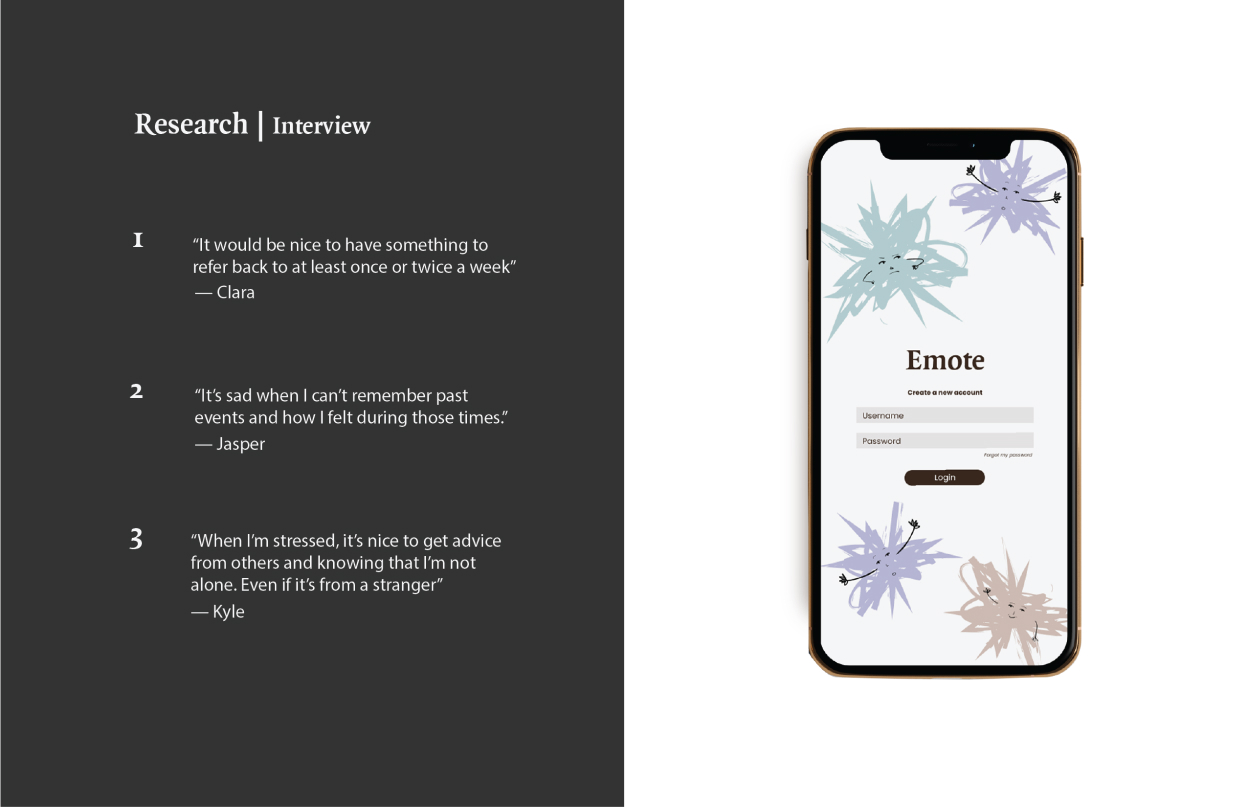 Research | Interview
1
“It would be nice to have something to
refer back to at least once or twice a week”
— Clara
2
“It’s sad when I can’t remember past
events and how I felt during those times.”
— Jasper
3
“When I’m stressed, it’s nice to get advice
from others and knowing that I’m not
alone. Even if it’s from a stranger”
— Kyle
Emote
Create a new account
Username
Password
Forgot my password
Login